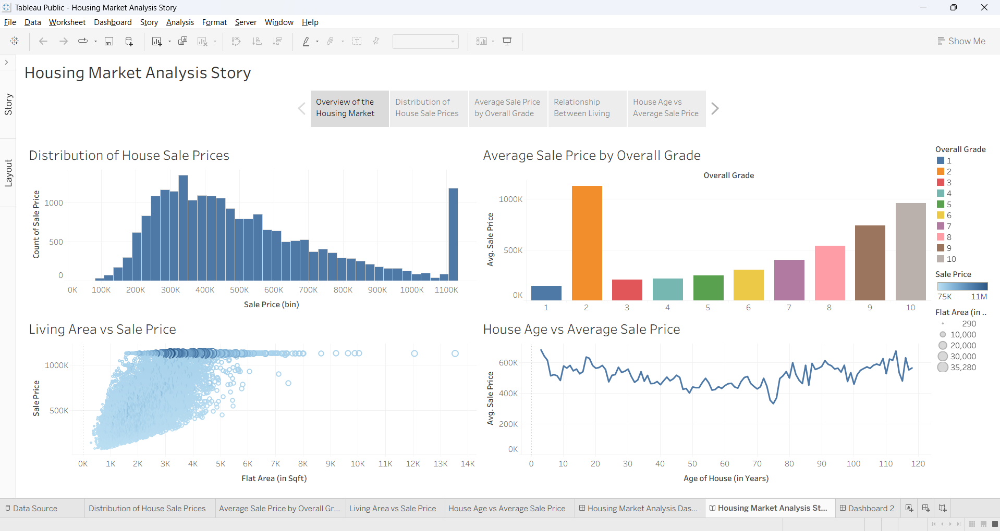 Tableau Public - Housing Market Analysis Story
File Data Worksheet Dashboard Story Analysis Format Server Window Help
Show Me
Story
Layout
Housing Market Analysis Story
Overview of the
Housing Market
Distribution of
House Sale Prices
Average Sale Price
by Overall Grade
Relationship
Between Living
House Age vs
Average Sale Price
Distribution of House Sale Prices
Count of Sale Price
1000
500
0
0K 100K 200K 300K 400K 500K 600K 700K 800K 900K 1000K 1100K
Sale Price (bin)
Average Sale Price by Overall Grade
Overall Grade
Avg. Sale Price
1000K
500K
0K
1 2 3 4 5 6 7 8 9 10
Overall Grade
1
2
3
4
5
6
7
8
9
10
Sale Price
75K 11M
Flat Area (in ..
290
10,000
20,000
30,000
35,280
Living Area vs Sale Price
Sale Price
1000K
500K
0K 1K 2K 3K 4K 5K 6K 7K 8K 9K 10K 11K 12K 13K 14K
Flat Area (in Sqft)
House Age vs Average Sale Price
Avg. Sale Price
600K
400K
200K
0K
0 10 20 30 40 50 60 70 80 90 100 110 120
Age of House (in Years)
Data Source Distribution of House Sale Prices Average Sale Price by Overall Gr... Living Area vs Sale Price House Age vs Average Sale Price Housing Market Analysis Das... Housing Market Analysis St... Dashboard 2